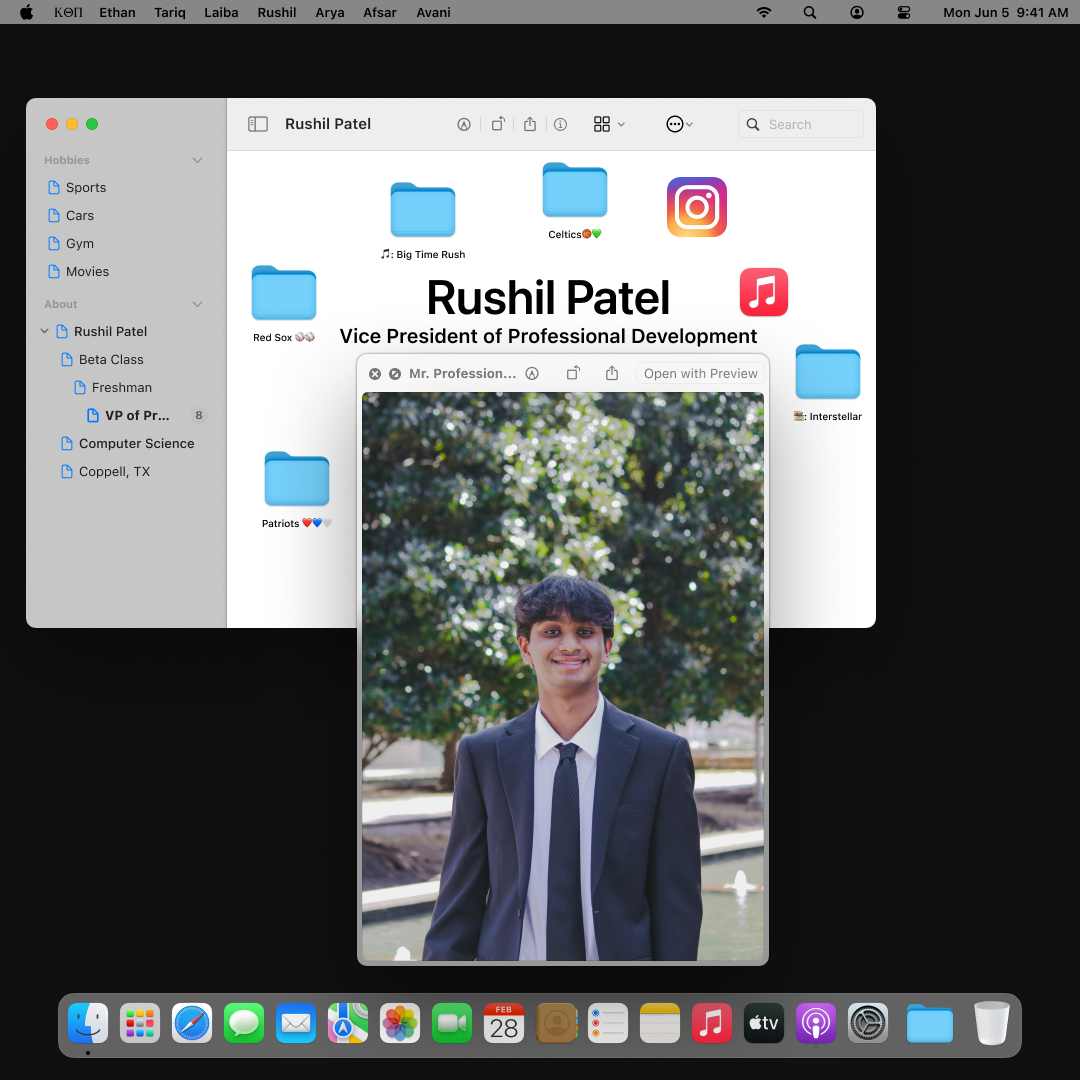 ΚΘΠ Ethan Tariq Laiba Rushil Arya Afsar Avani Mon Jun 5 9:41 AM
Rushil Patel
Search
Hobbies
Sports
Cars
Gym
Movies
About
Rushil Patel
Beta Class
Freshman
VP of Pr... 8
Computer Science
Coppell, TX
🎵: Big Time Rush
Celtics🏀💚
Red Sox ⚾⚾
Rushil Patel
Vice President of Professional Development
: Interstellar
Patriots ❤️💙🤍
Mr. Profession... Open with Preview
FEB
28
tv